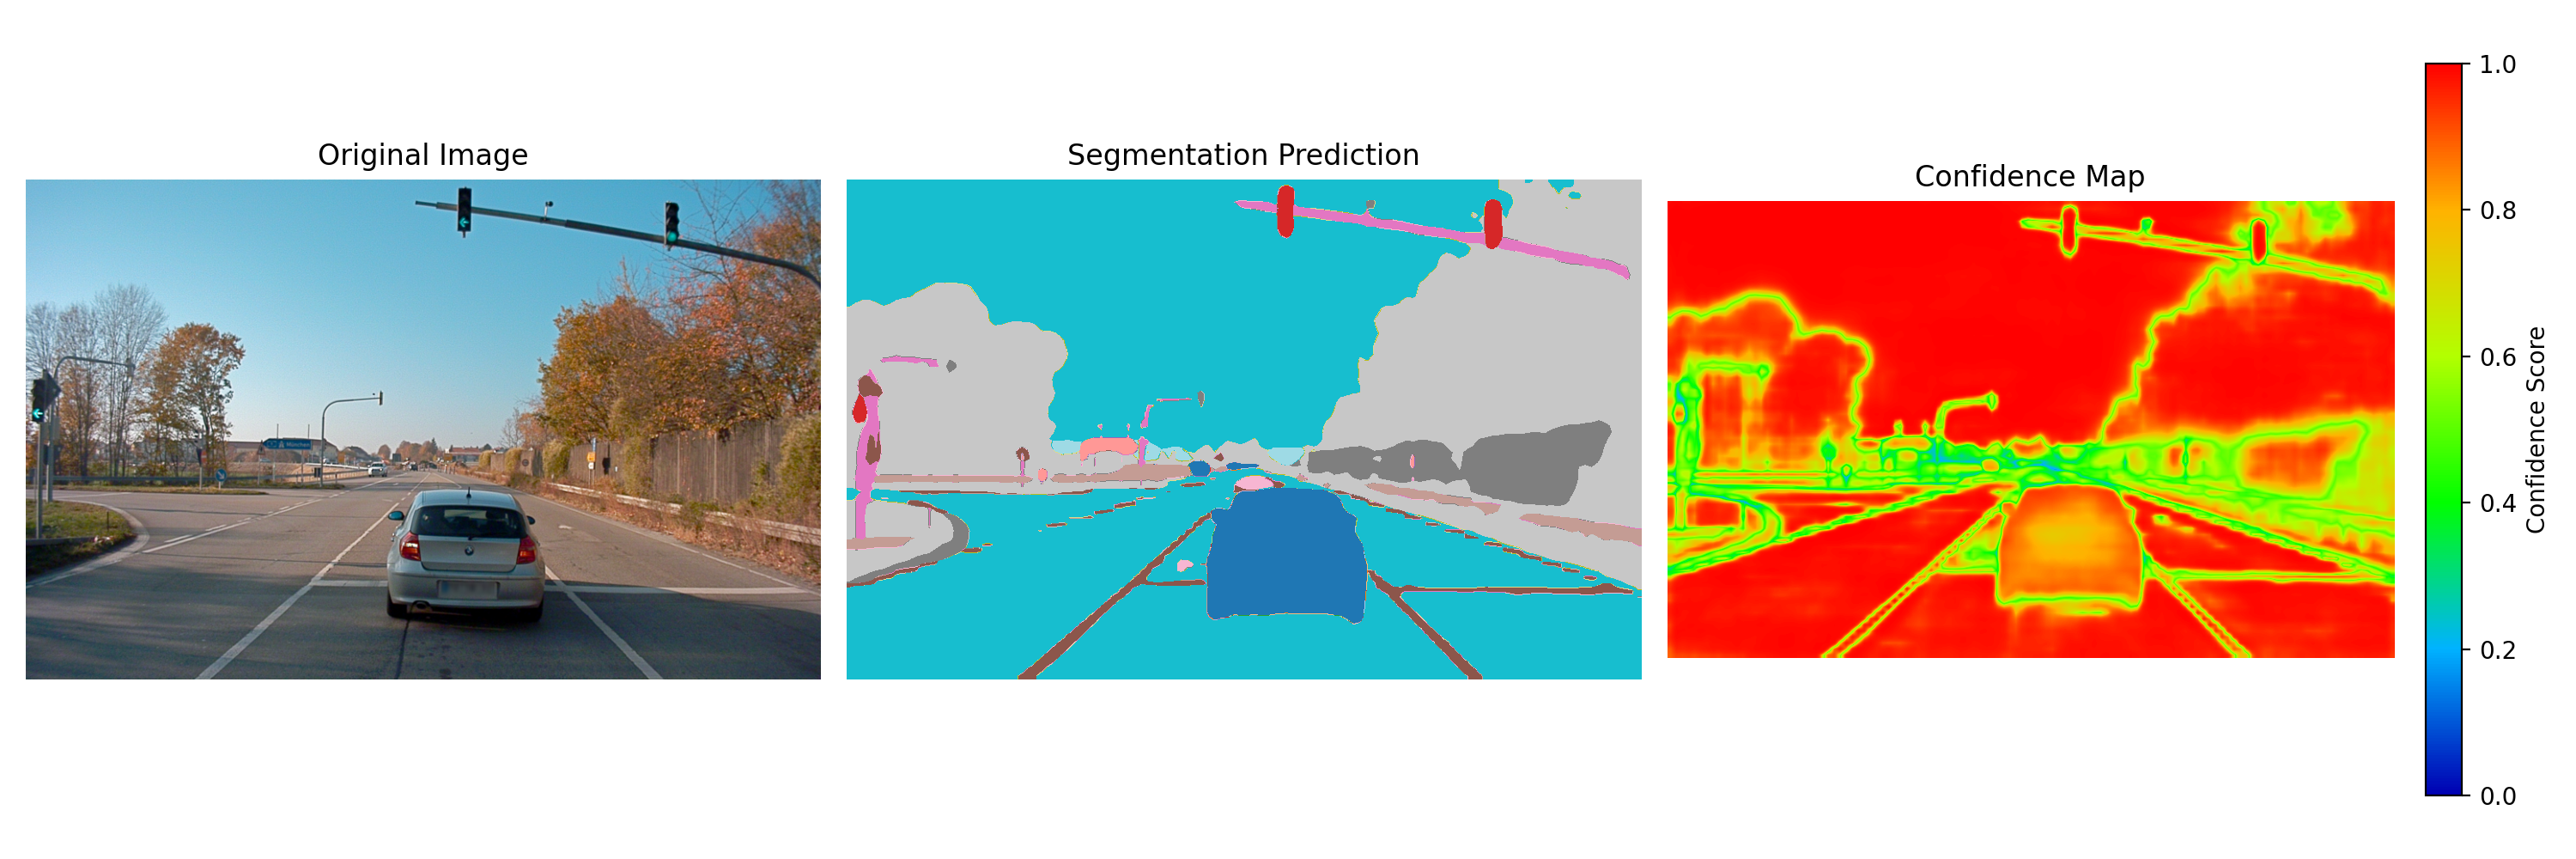 Original Image
Segmentation Prediction
Confidence Map
München
1.0
0.8
0.6
0.4
0.2
0.0
Confidence Score